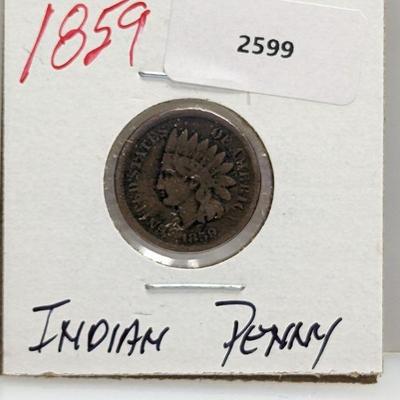 1859
2599
UNITED STATES OF AMERICA
1859
INDIAN PENNY